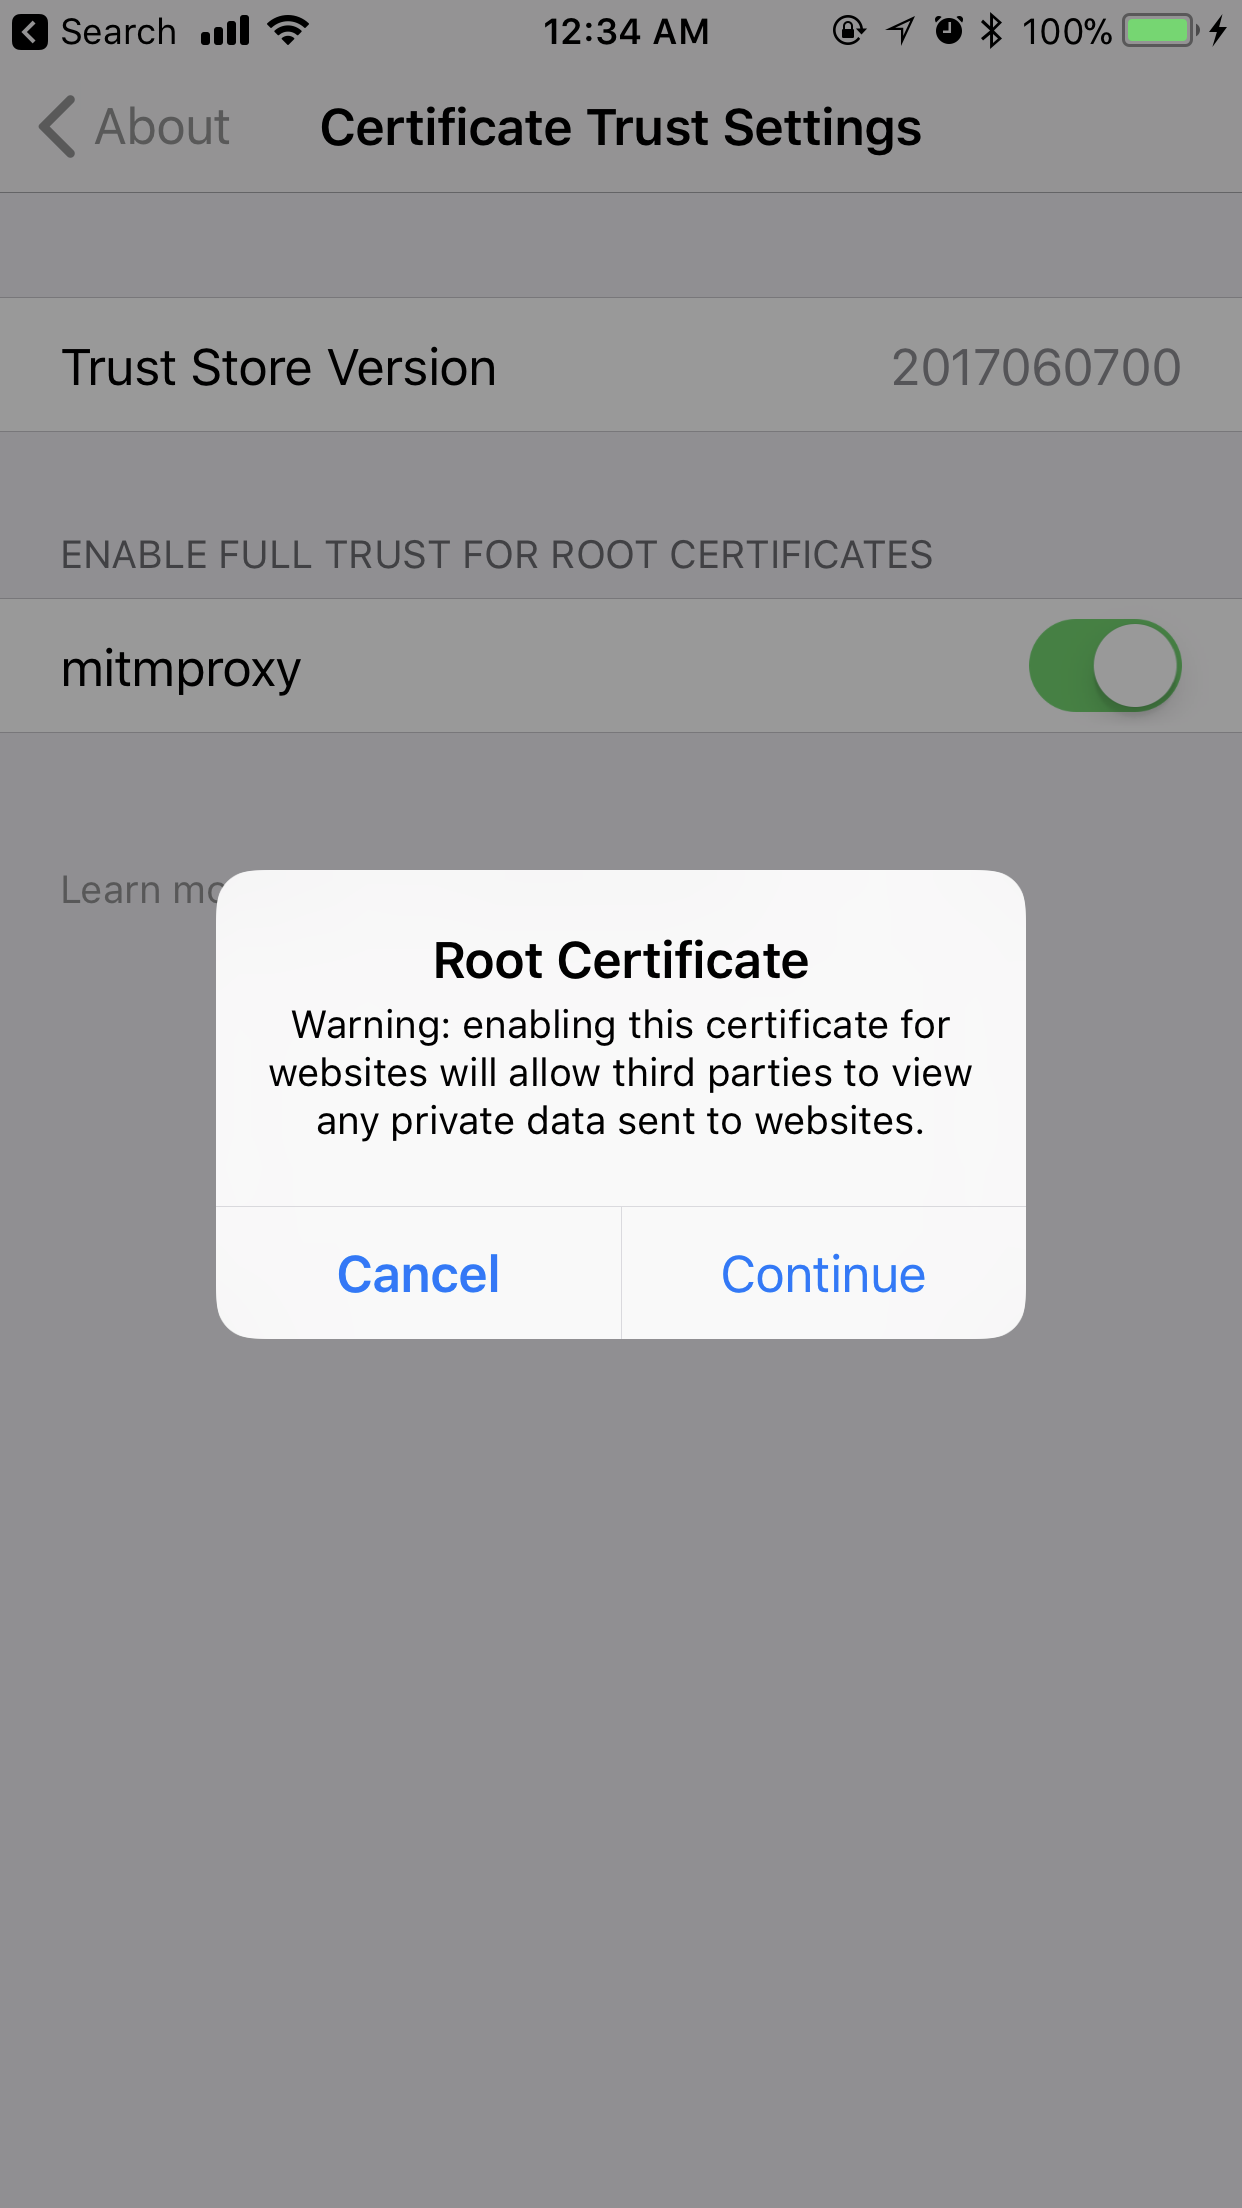 Search 12:34 AM 100%
About Certificate Trust Settings
Trust Store Version 2017060700
ENABLE FULL TRUST FOR ROOT CERTIFICATES
mitmproxy
Learn mo
Root Certificate
Warning: enabling this certificate for
websites will allow third parties to view
any private data sent to websites.
Cancel Continue